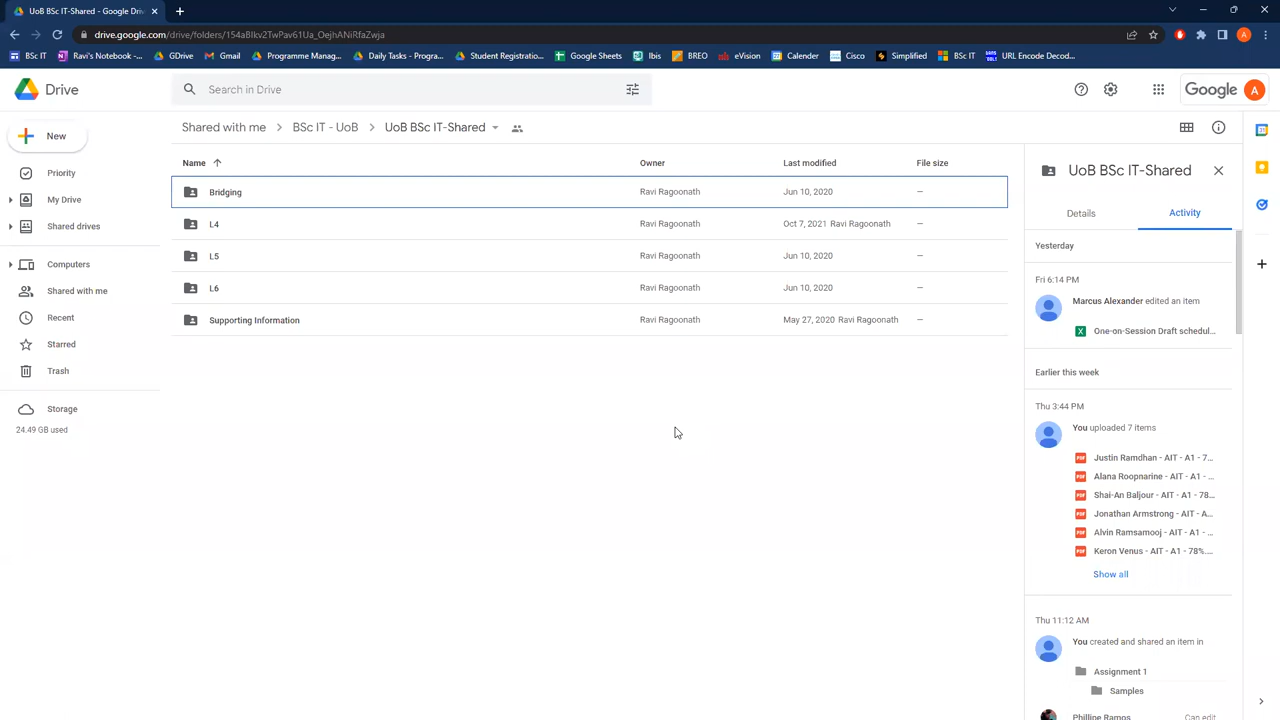 UoB BSc IT-Shared - Google Driv
drive.google.com/drive/folders/154aBIkv2TwPav61Ua_OejhANiRfaZwja
BSc IT Ravi's Notebook -... GDrive Gmail Programme Manag... Daily Tasks - Progra... Student Registratio... Google Sheets Ibis BREO eVision Calender Cisco Simplified BSc IT URL Encode Decod...
Drive Search in Drive Google A
New Shared with me BSc IT - UoB UoB BSc IT-Shared
Name Owner Last modified File size
Bridging Ravi Ragoonath Jun 10, 2020 –
L4 Ravi Ragoonath Oct 7, 2021 Ravi Ragoonath –
L5 Ravi Ragoonath Jun 10, 2020 –
L6 Ravi Ragoonath Jun 10, 2020 –
Supporting Information Ravi Ragoonath May 27, 2020 Ravi Ragoonath –
Priority
My Drive
Shared drives
Computers
Shared with me
Recent
Starred
Trash
Storage
24.49 GB used
UoB BSc IT-Shared
Details Activity
Yesterday
Fri 6:14 PM
Marcus Alexander edited an item
One-on-Session Draft schedul...
Earlier this week
Thu 3:44 PM
You uploaded 7 items
Justin Ramdhan - AIT - A1 - 7...
Alana Roopnarine - AIT - A1 - ...
Shai-An Baljour - AIT - A1 - 78...
Jonathan Armstrong - AIT - A...
Alvin Ramsamooj - AIT - A1 - ...
Keron Venus - AIT - A1 - 78%....
Show all
Thu 11:12 AM
You created and shared an item in
Assignment 1
Samples
Phillipe Ramos Can edit